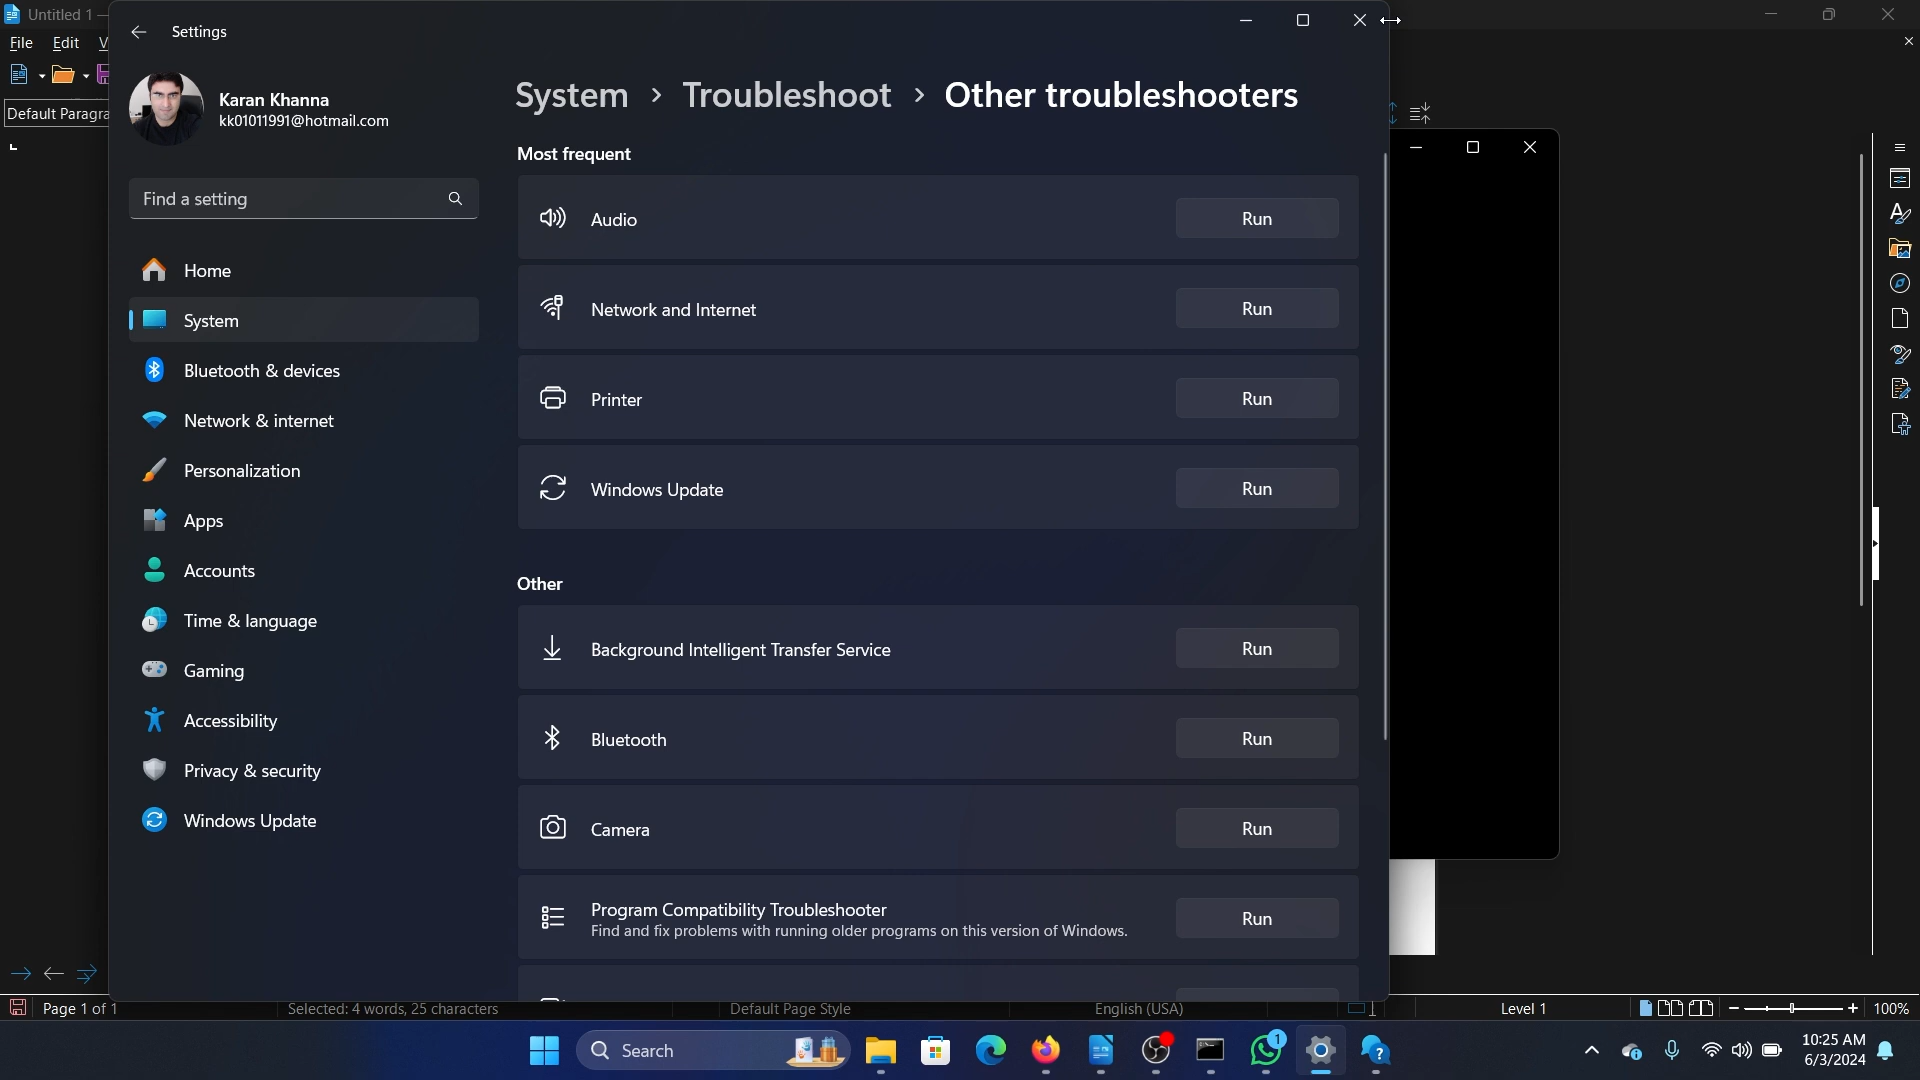 Untitled 1 —
File Edit V
Default Paragra
Settings
Karan Khanna
kk01011991@hotmail.com
Find a setting
Home
System
Bluetooth & devices
Network & internet
Personalization
Apps
Accounts
Time & language
Gaming
Accessibility
Privacy & security
Windows Update
System > Troubleshoot > Other troubleshooters
Most frequent
Audio Run
Network and Internet Run
Printer Run
Windows Update Run
Other
Background Intelligent Transfer Service Run
Bluetooth Run
Camera Run
Program Compatibility Troubleshooter Run
Find and fix problems with running older programs on this version of Windows.
Page 1 of 1 Selected: 4 words, 25 characters Default Page Style English (USA) Level 1 100%
Search
1
10:25 AM
6/3/2024